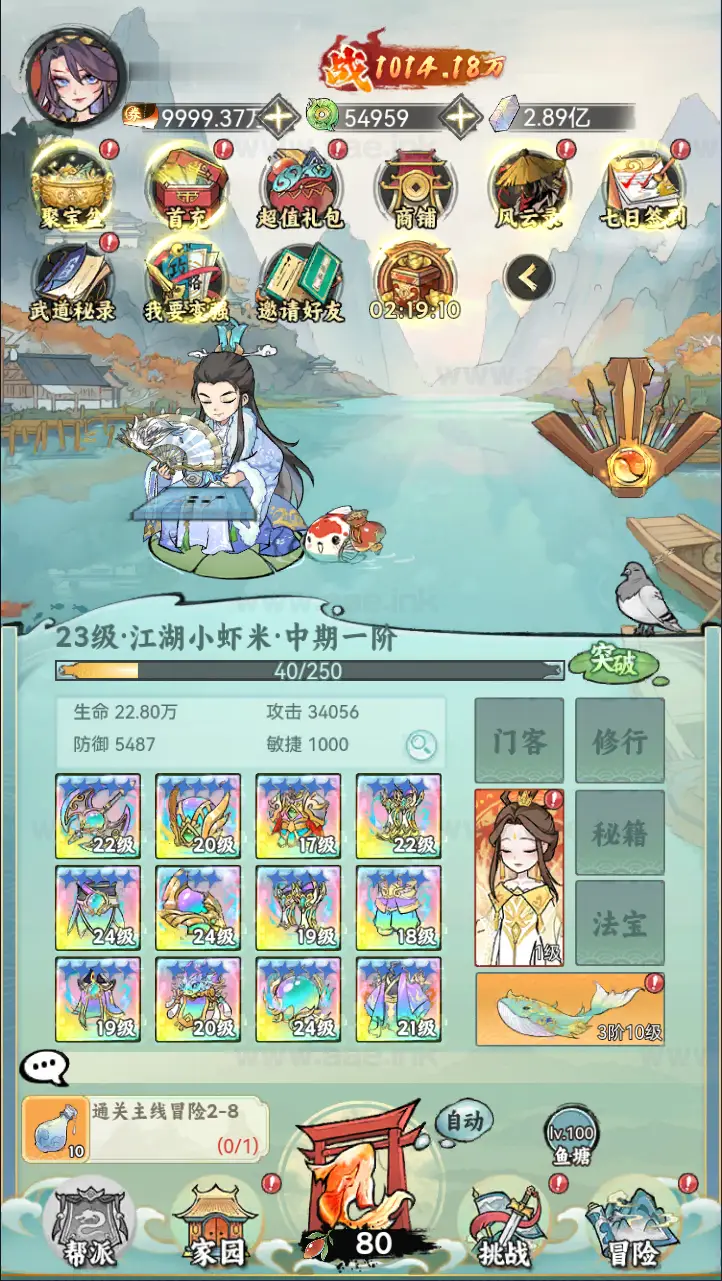 战1014.18万
券 9999.37万 54959 2.89亿
聚宝盆 首充 超值礼包 商铺 风云录 七日签到
武道秘录 我要变强 邀请好友 02:19:10
23级·江湖小虾米·中期一阶
40/250 突破
生命 22.80万 攻击 34056
防御 5487 敏捷 1000
门客 修行
22级 20级 17级 22级
秘籍
24级 24级 19级 18级
法宝
1级
19级 20级 24级 21级
3阶10级
通关主线冒险2-8
10 (0/1)
自动
lv.100
鱼塘
帮派 家园 80 挑战 冒险
www.aae.ink